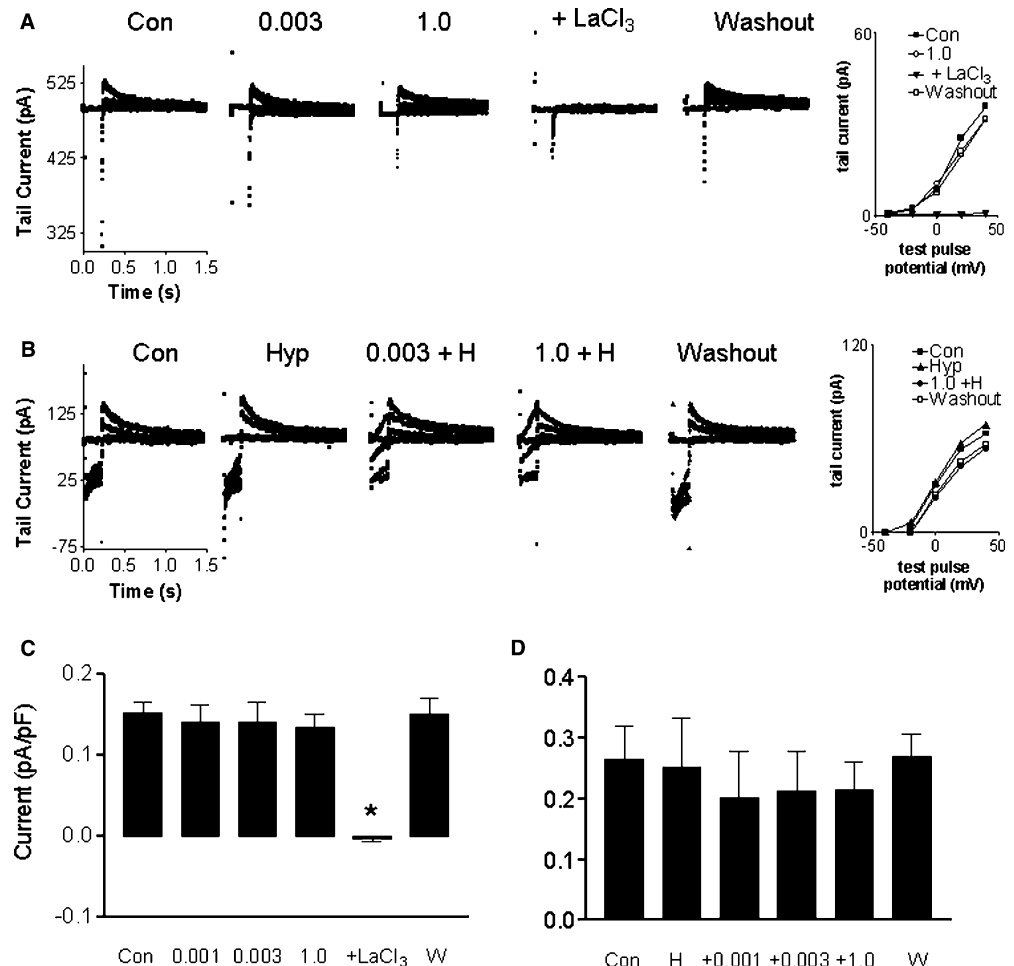 A
Con 0.003 1.0 + LaCl3 Washout
Tail Current (pA)
525
425
325
0.0 0.5 1.0 1.5
Time (s)
tail current (pA)
60
0
-50 0 50
test pulse
potential (mV)
Con
1.0
+ LaCl3
Washout
B
Con Hyp 0.003 + H 1.0 + H Washout
Tail Current (pA)
125
25
-75
0.0 0.5 1.0 1.5
Time (s)
tail current (pA)
120
0
-50 0 50
test pulse
potential (mV)
Con
Hyp
1.0 +H
Washout
C
Current (pA/pF)
0.2
0.1
0.0
-0.1
*
Con 0.001 0.003 1.0 +LaCl3 W
D
0.4
0.3
0.2
0.1
0.0
Con H +0.001 +0.003 +1.0 W